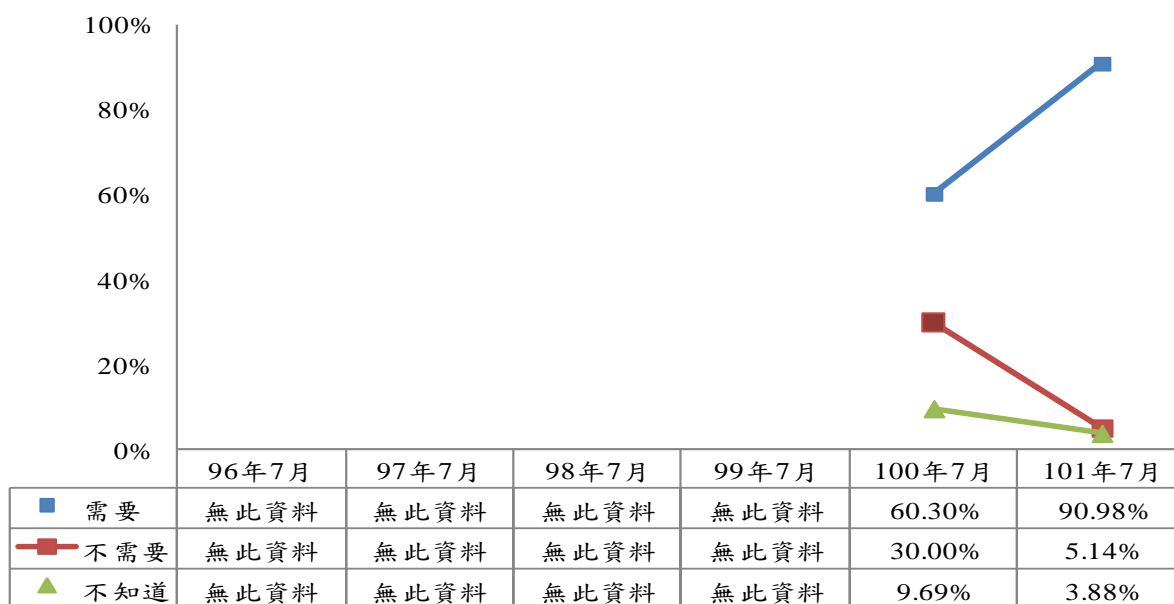 100%
80%
60%
40%
20%
0%
96年7月 97年7月 98年7月 99年7月 100年7月 101年7月
需要 無此資料 無此資料 無此資料 無此資料 60.30% 90.98%
不需要 無此資料 無此資料 無此資料 無此資料 30.00% 5.14%
不知道 無此資料 無此資料 無此資料 無此資料 9.69% 3.88%